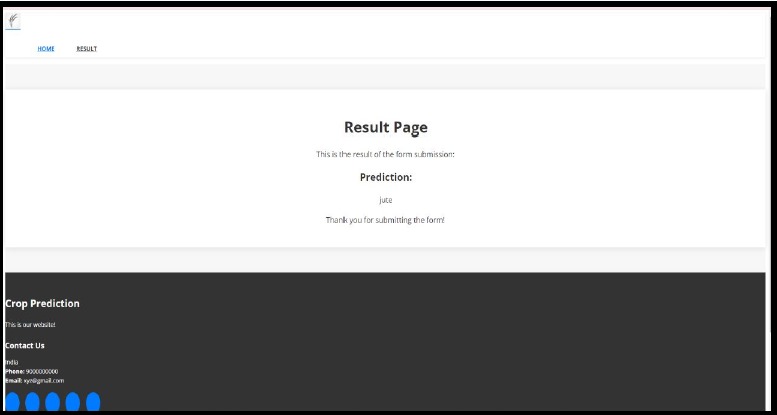 HOME RESULT
Result Page
This is the result of the form submission:
Prediction:
jute
Thank you for submitting the form!
Crop Prediction
This is our website!
Contact Us
India
Phone: 9000000000
Email: xyz@gmail.com